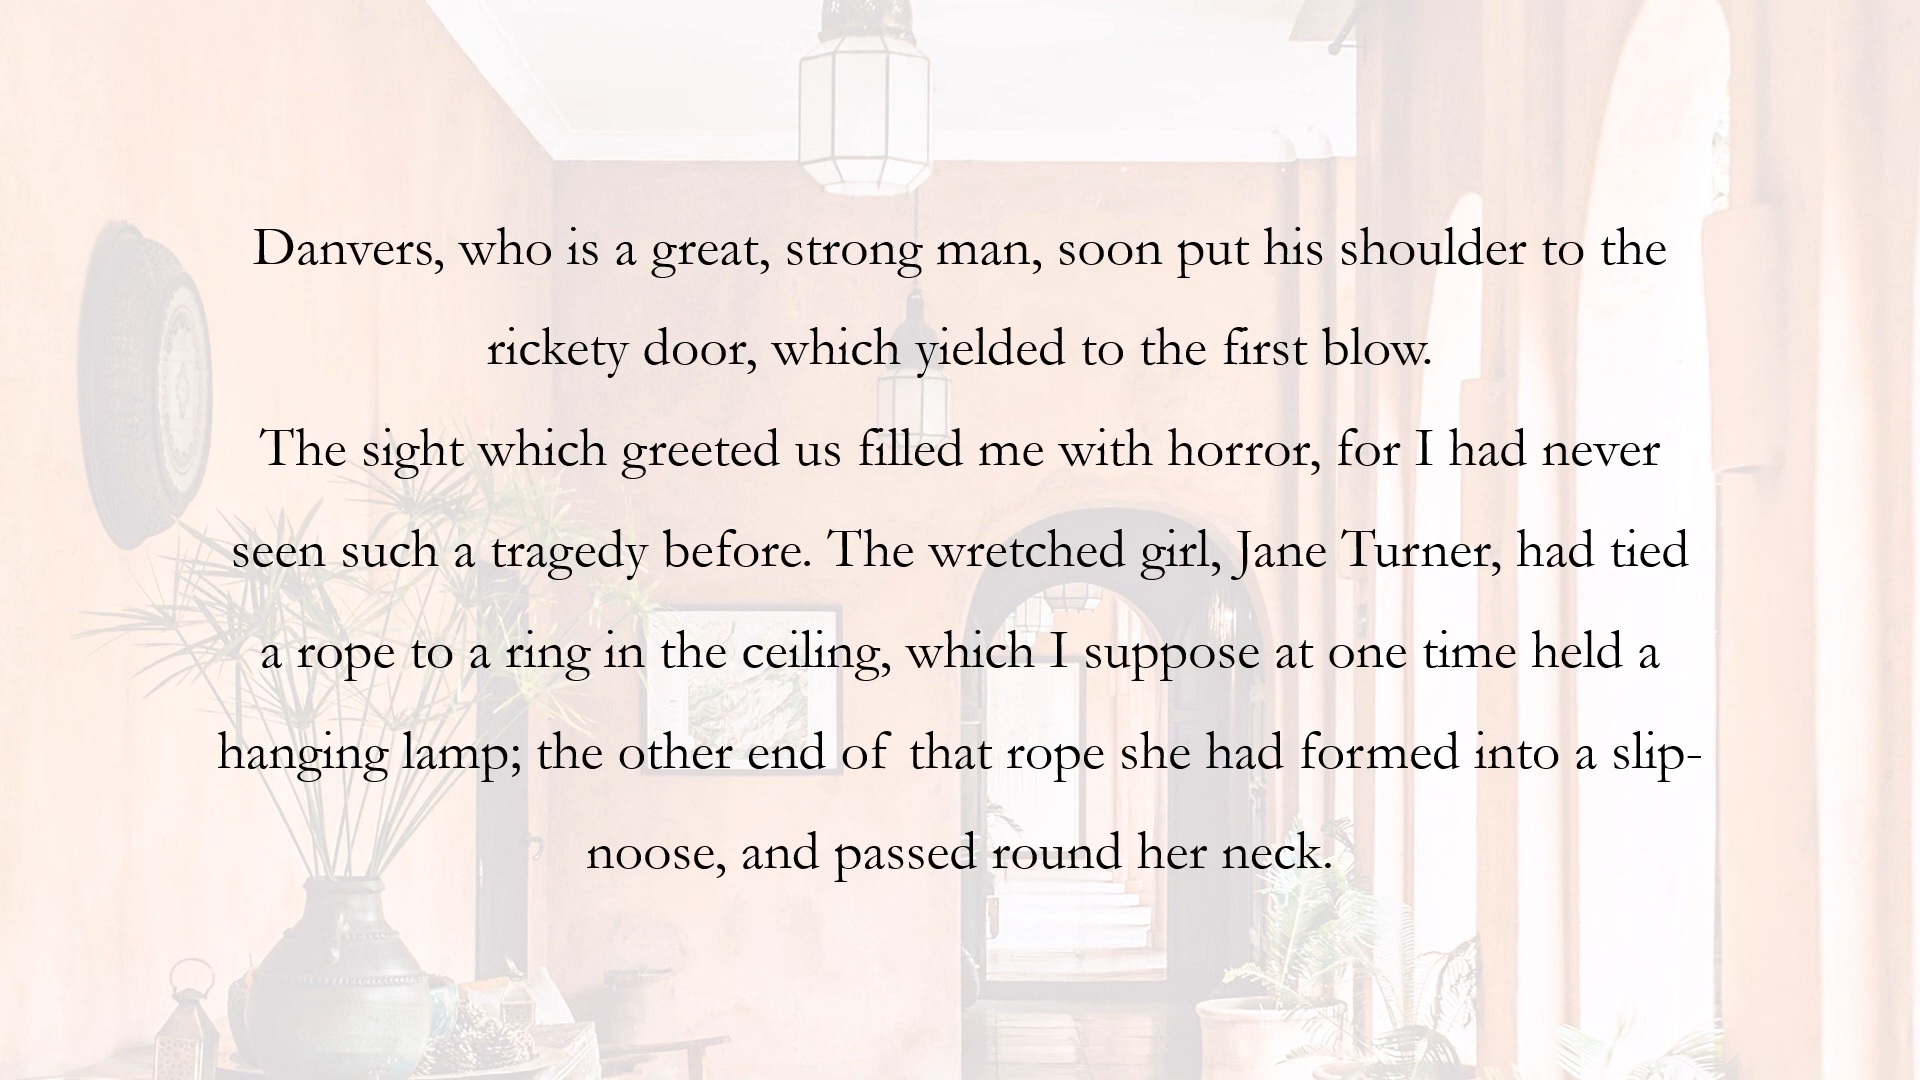 Danvers, who is a great, strong man, soon put his shoulder to the
rickety door, which yielded to the first blow.
The sight which greeted us filled me with horror, for I had never
seen such a tragedy before. The wretched girl, Jane Turner, had tied
a rope to a ring in the ceiling, which I suppose at one time held a
hanging lamp; the other end of that rope she had formed into a slip-
noose, and passed round her neck.